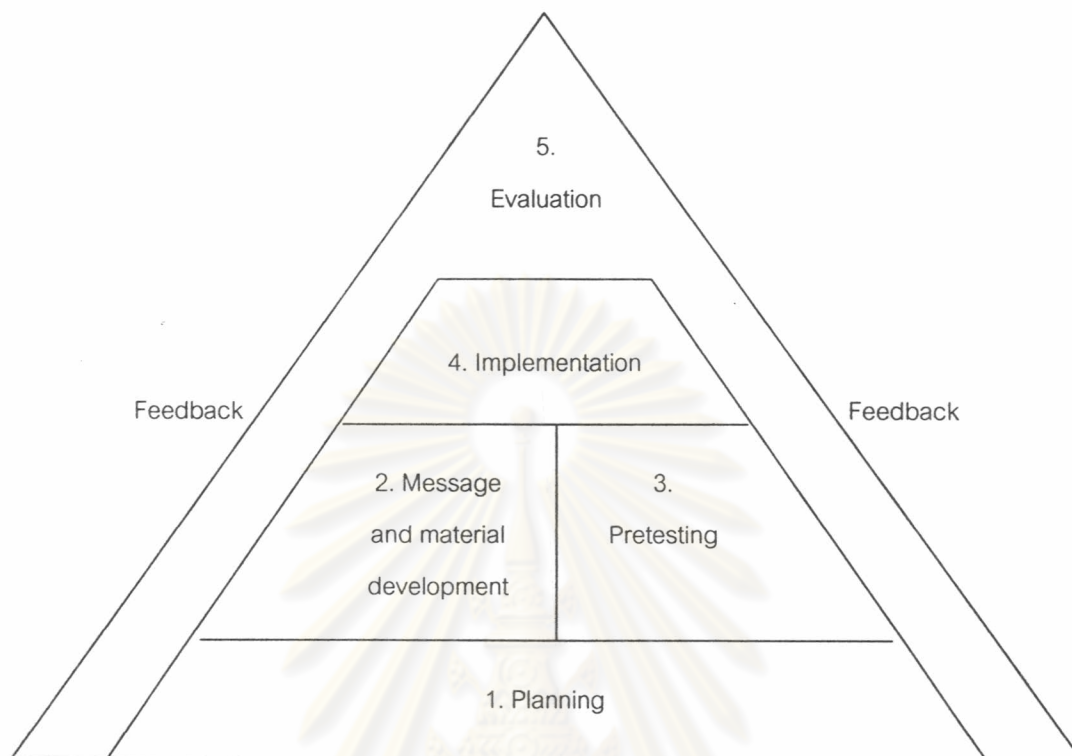 5.
Evaluation
4. Implementation
Feedback
Feedback
2. Message
and material
development
3.
Pretesting
1. Planning